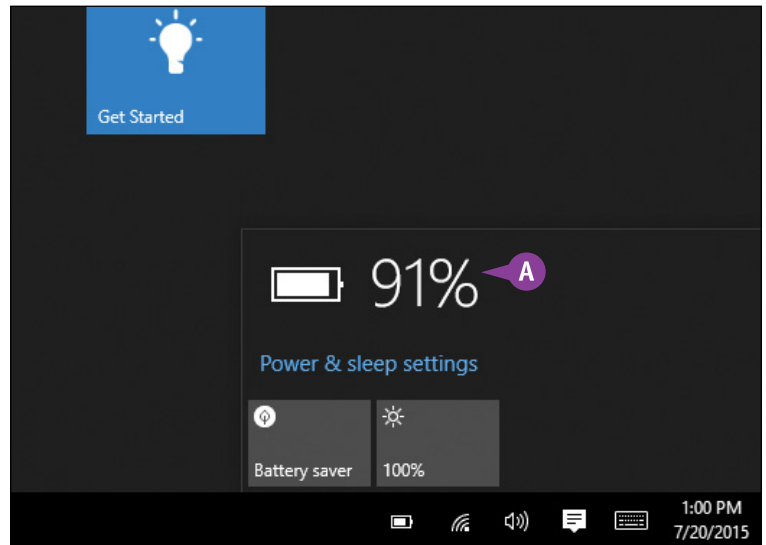 Get Started
91%
A
Power & sleep settings
Battery saver
100%
1:00 PM
7/20/2015